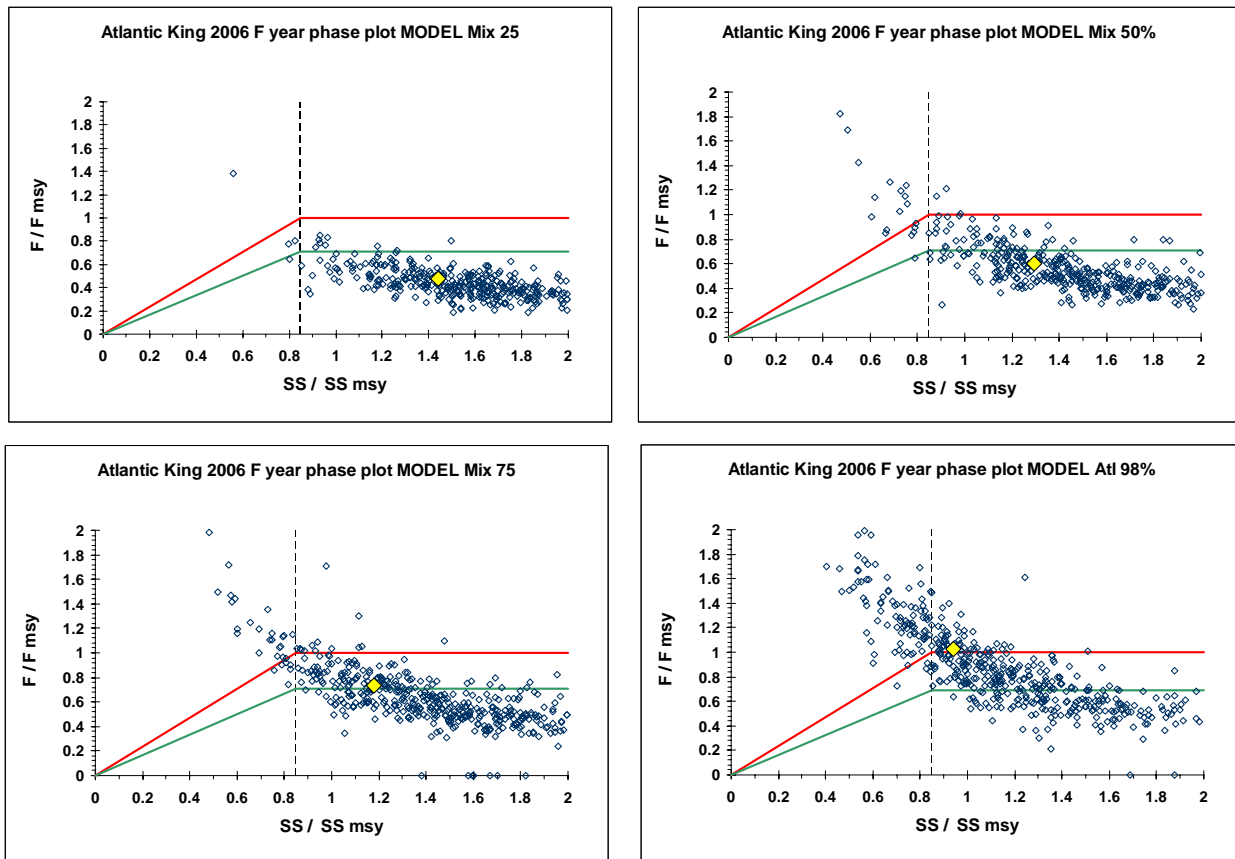 Atlantic King 2006 F year phase plot MODEL Mix 25
2
1.8
1.6
1.4
1.2
1
0.8
0.6
0.4
0.2
0
F / F msy
0 0.2 0.4 0.6 0.8 1 1.2 1.4 1.6 1.8 2
SS / SS msy
Atlantic King 2006 F year phase plot MODEL Mix 50%
2
1.8
1.6
1.4
1.2
1
0.8
0.6
0.4
0.2
0
F / F msy
0 0.2 0.4 0.6 0.8 1 1.2 1.4 1.6 1.8 2
SS / SS msy
Atlantic King 2006 F year phase plot MODEL Mix 75
2
1.8
1.6
1.4
1.2
1
0.8
0.6
0.4
0.2
0
F / F msy
0 0.2 0.4 0.6 0.8 1 1.2 1.4 1.6 1.8 2
SS / SS msy
Atlantic King 2006 F year phase plot MODEL Atl 98%
2
1.8
1.6
1.4
1.2
1
0.8
0.6
0.4
0.2
0
F / F msy
0 0.2 0.4 0.6 0.8 1 1.2 1.4 1.6 1.8 2
SS / SS msy